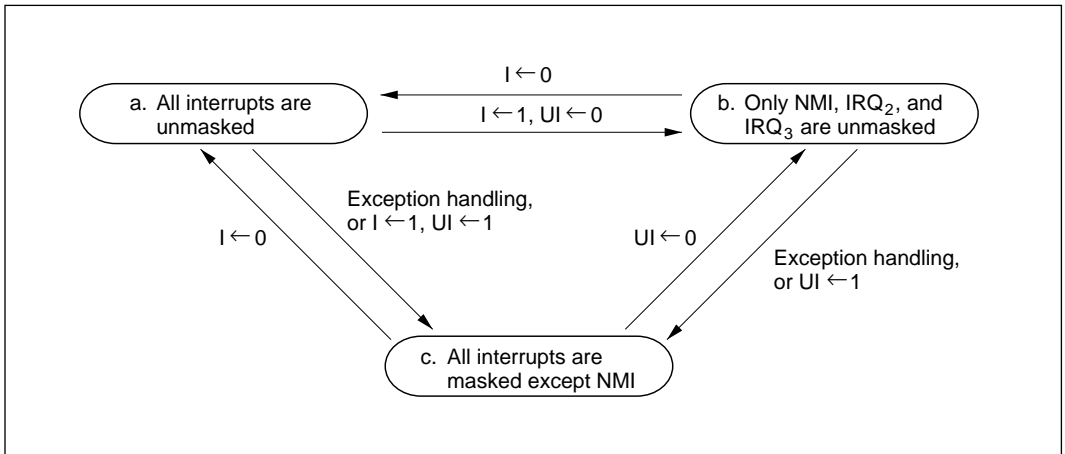 I ← 0
a. All interrupts are
unmasked
I ← 1, UI ← 0
b. Only NMI, IRQ2, and
IRQ3 are unmasked
Exception handling,
or I ← 1, UI ← 1
I ← 0
UI ← 0
Exception handling,
or UI ← 1
c. All interrupts are
masked except NMI